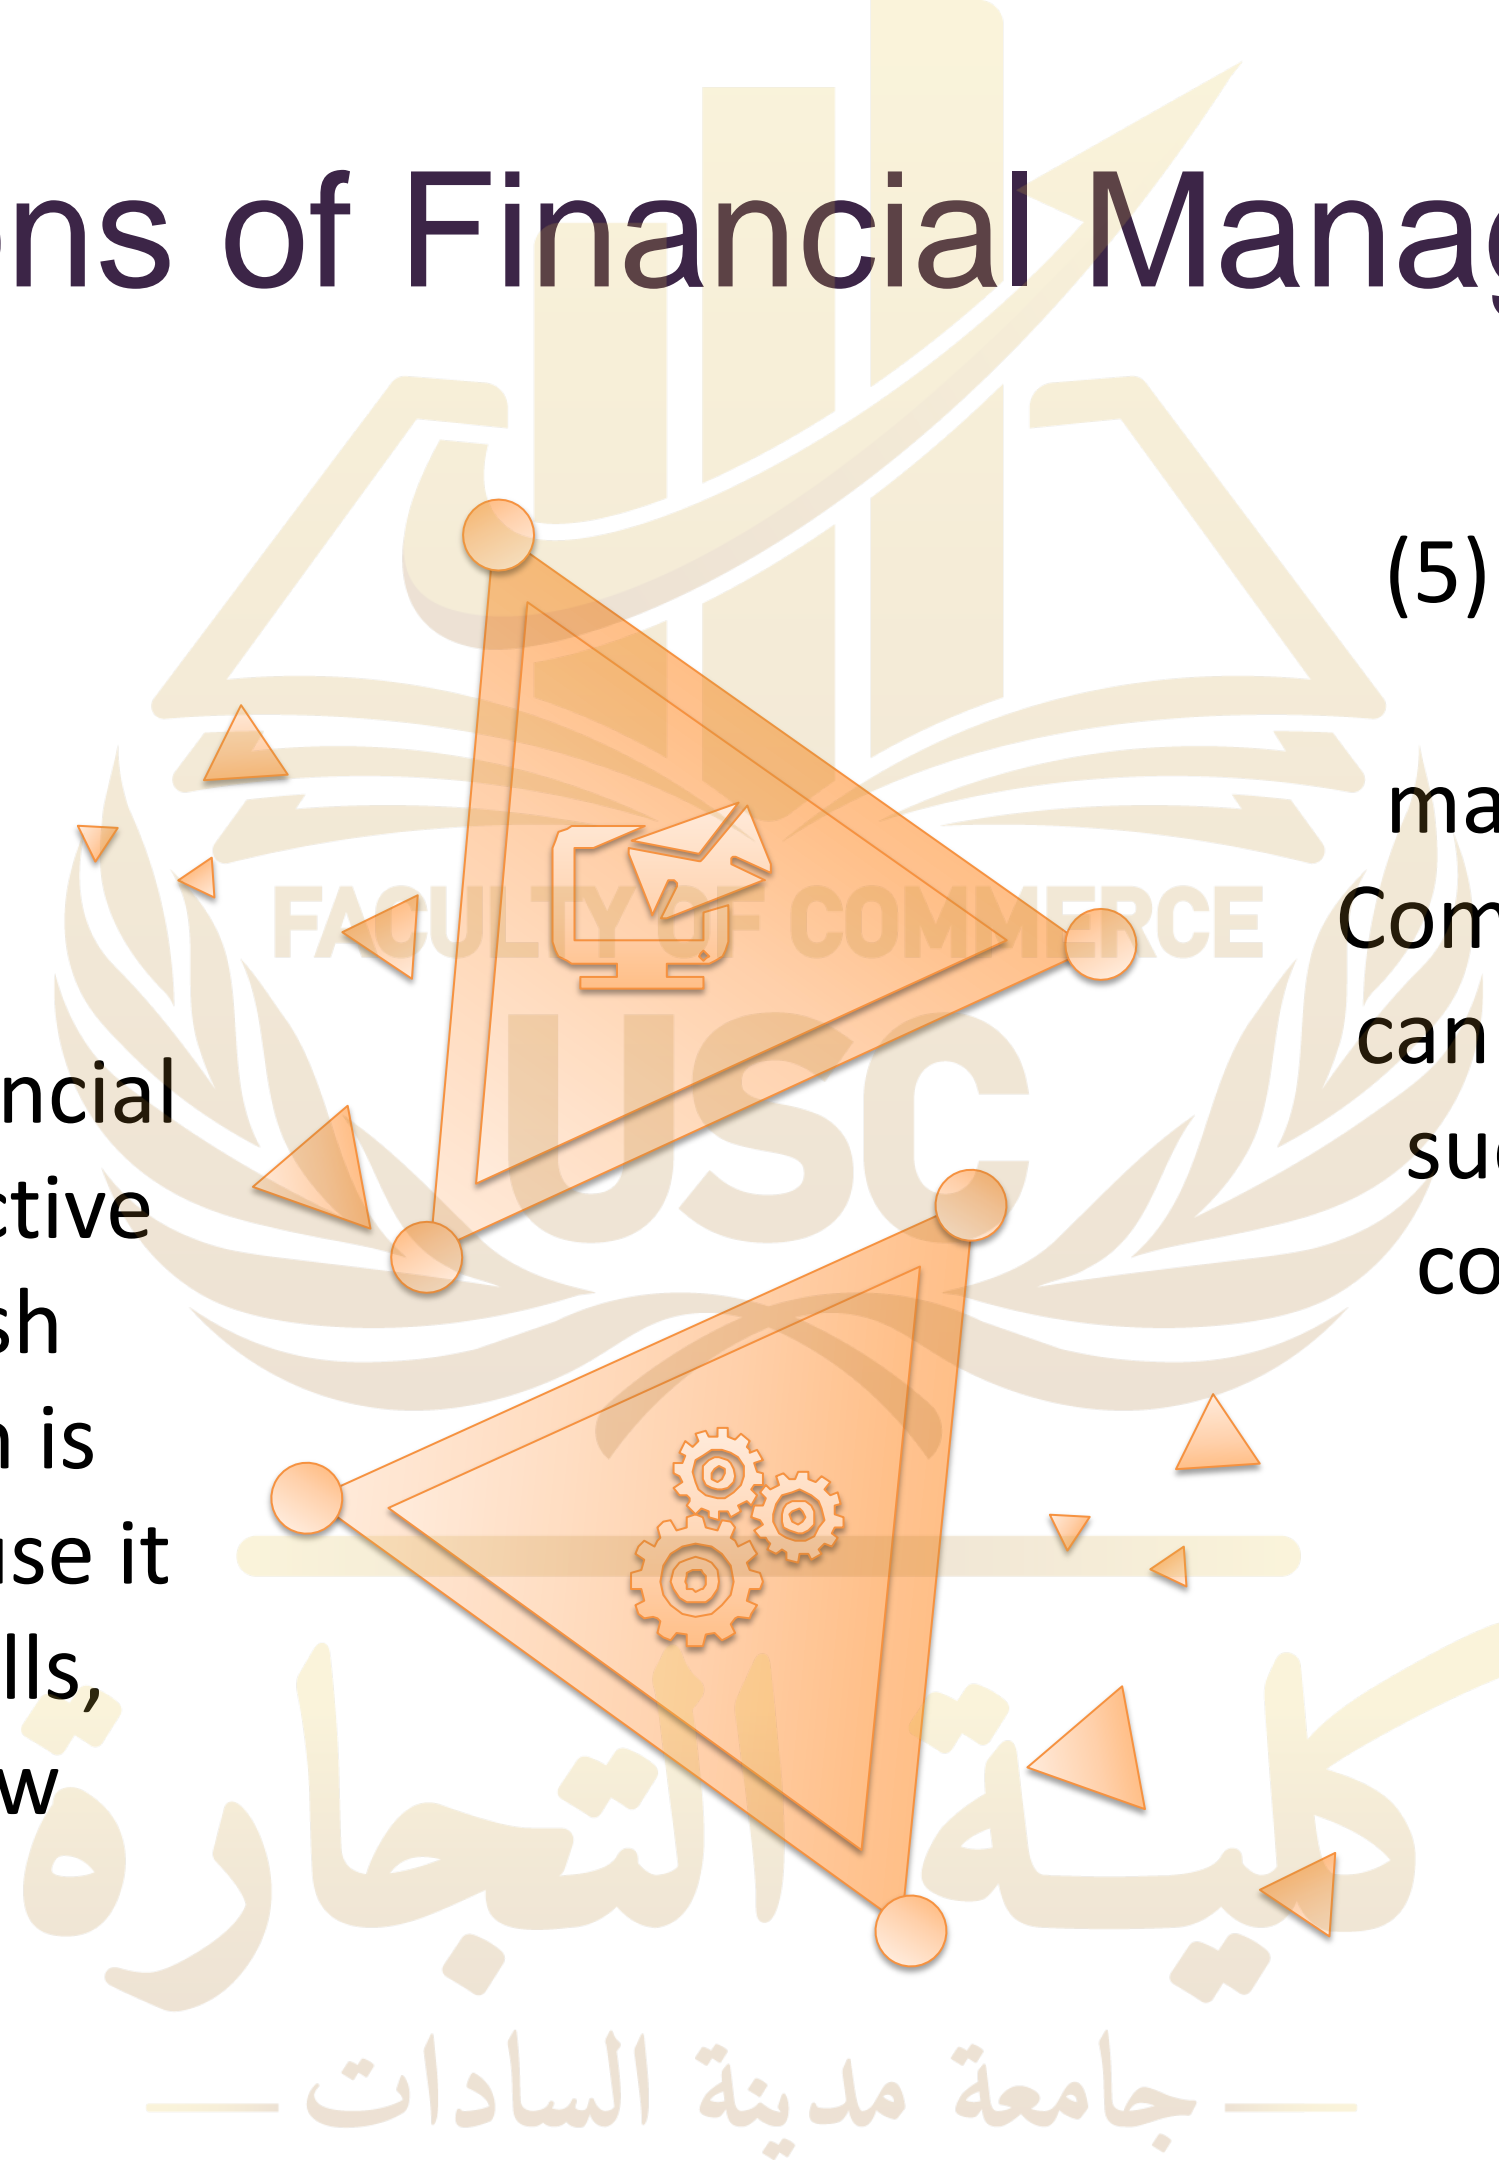 ons of Financial Manag
(5)
ma
Com
can
suc
co
ncial
ctive
sh
n is
use it
lls,
w
FACULTY OF COMMERCE
USC
كلية التجارة
جامعة مدينة السادات